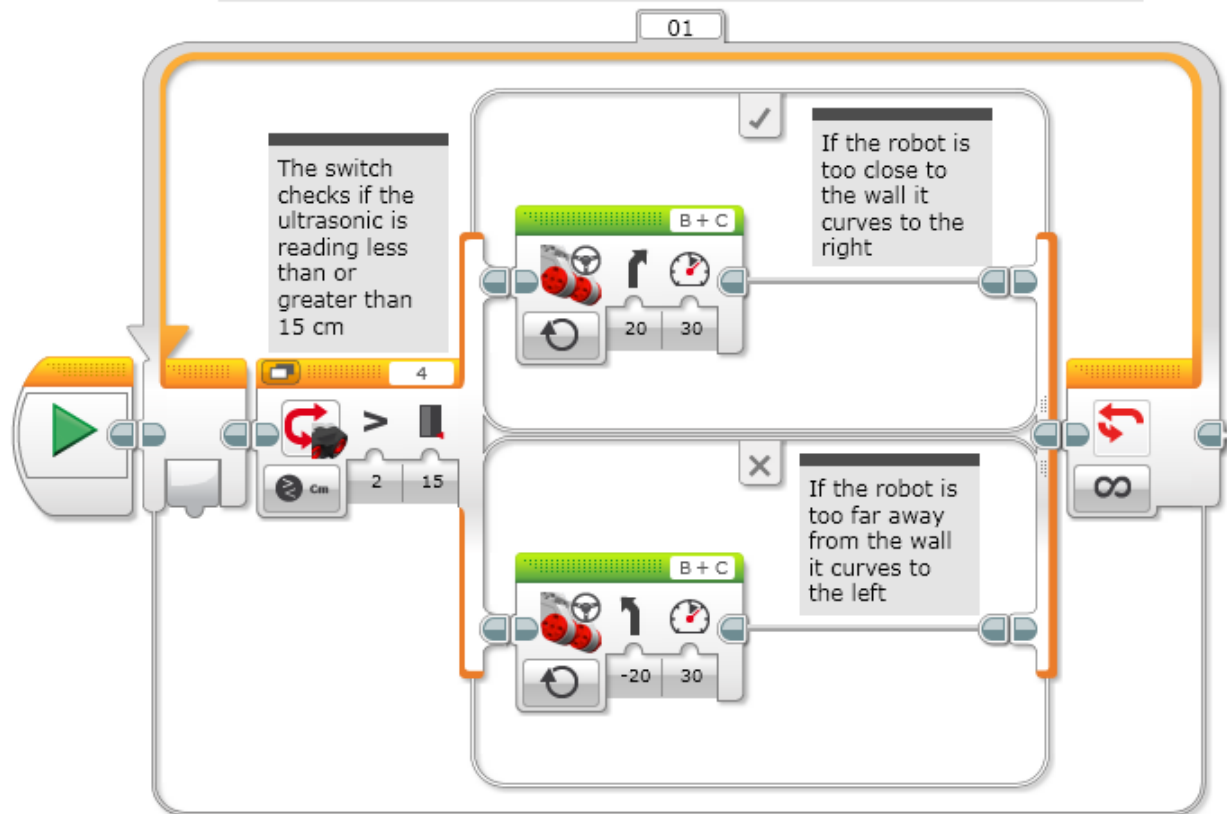 01
The switch
checks if the
ultrasonic is
reading less
than or
greater than
15 cm
If the robot is
too close to
the wall it
curves to the
right
B + C
20 30
4
>
Cm 2 15
∞
If the robot is
too far away
from the wall
it curves to
the left
B + C
-20 30